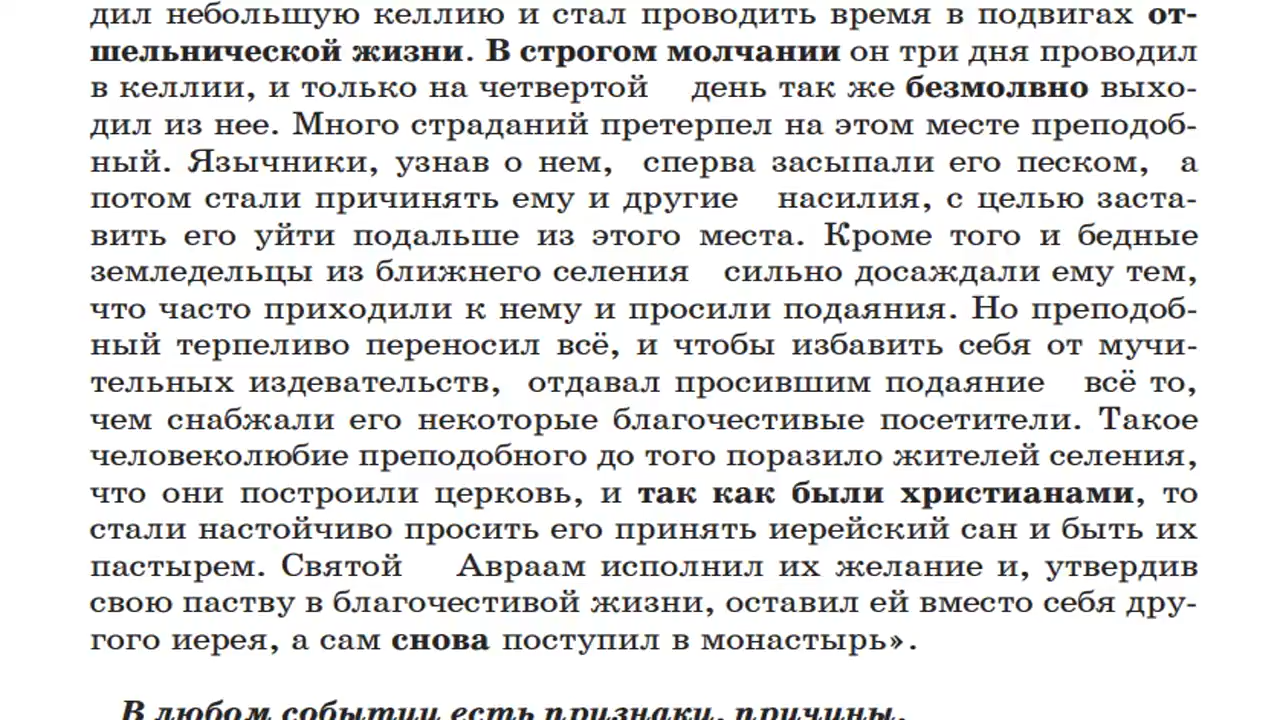 дил небольшую келлию и стал проводить время в подвигах от-
шельнической жизни. В строгом молчании он три дня проводил
в келлии, и только на четвертой день так же безмолвно выхо-
дил из нее. Много страданий претерпел на этом месте преподоб-
ный. Язычники, узнав о нем, сперва засыпали его песком, а
потом стали причинять ему и другие насилия, с целью заста-
вить его уйти подальше из этого места. Кроме того и бедные
земледельцы из ближнего селения сильно досаждали ему тем,
что часто приходили к нему и просили подаяния. Но преподоб-
ный терпеливо переносил всё, и чтобы избавить себя от мучи-
тельных издевательств, отдавал просившим подаяние всё то,
чем снабжали его некоторые благочестивые посетители. Такое
человеколюбие преподобного до того поразило жителей селения,
что они построили церковь, и так как были христианами, то
стали настойчиво просить его принять иерейский сан и быть их
пастырем. Святой Авраам исполнил их желание и, утвердив
свою паству в благочестивой жизни, оставил ей вместо себя дру-
гого иерея, а сам снова поступил в монастырь».
В любом событии есть признаки, причины,